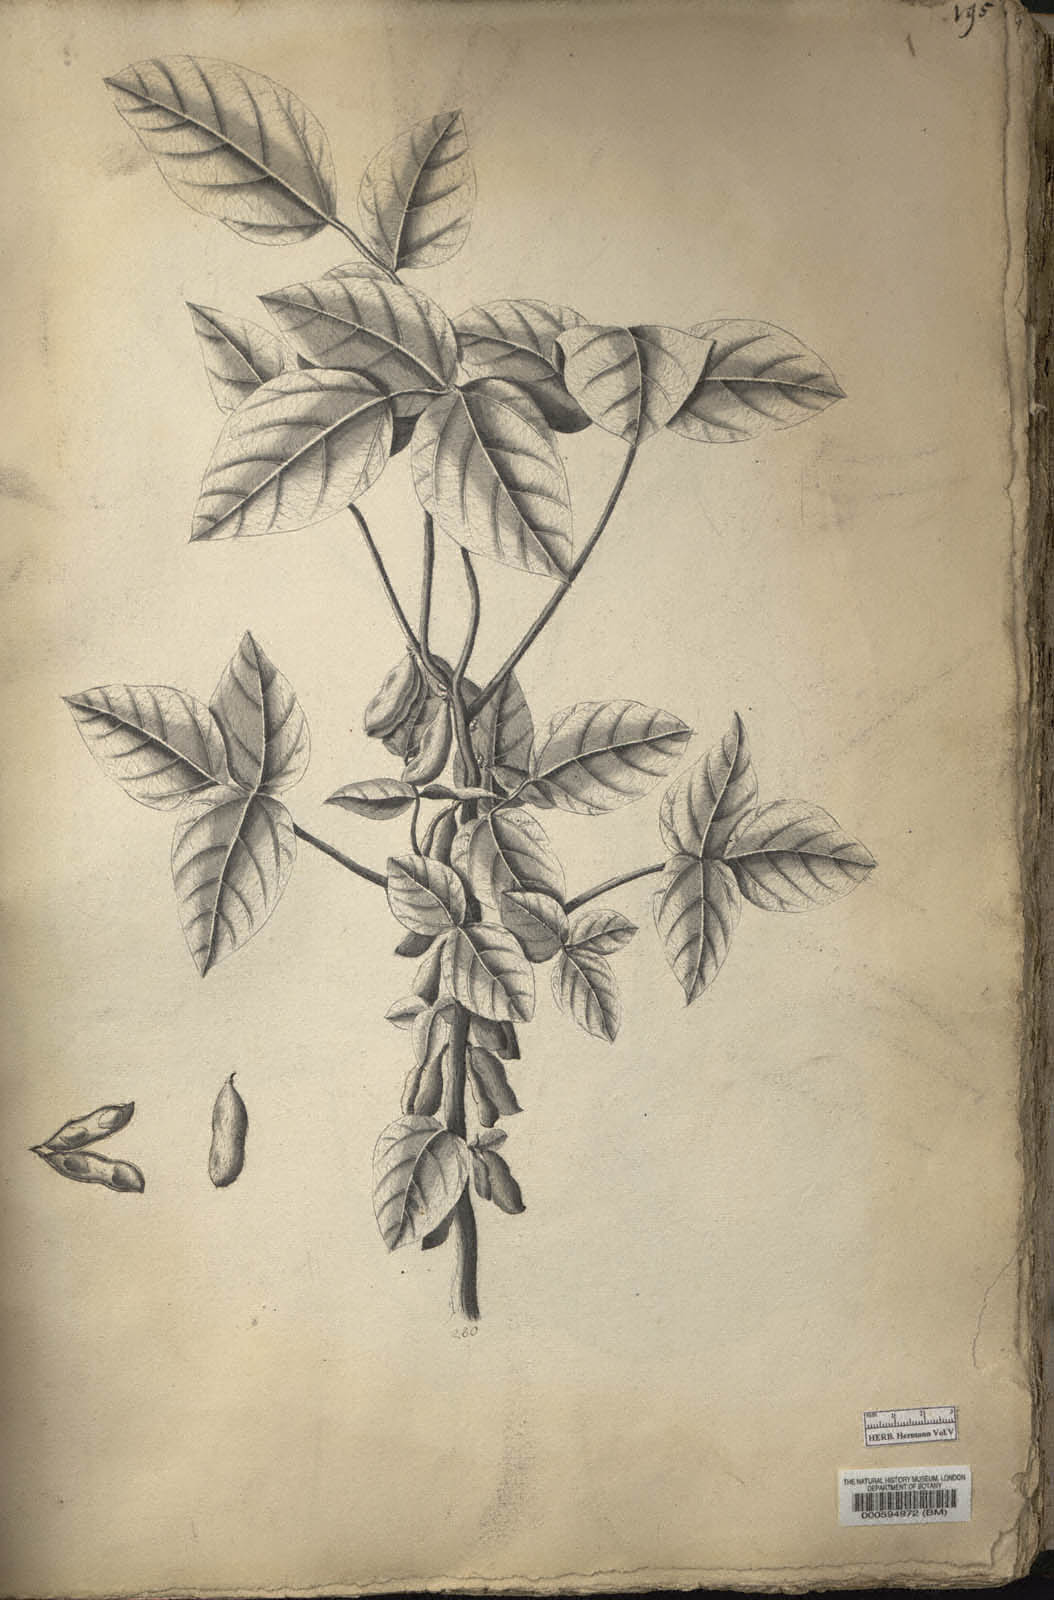 195
260
HERB. Hermann Vol.V
THE NATURAL HISTORY MUSEUM, LONDON
DEPARTMENT OF BOTANY
000594972 (BM)